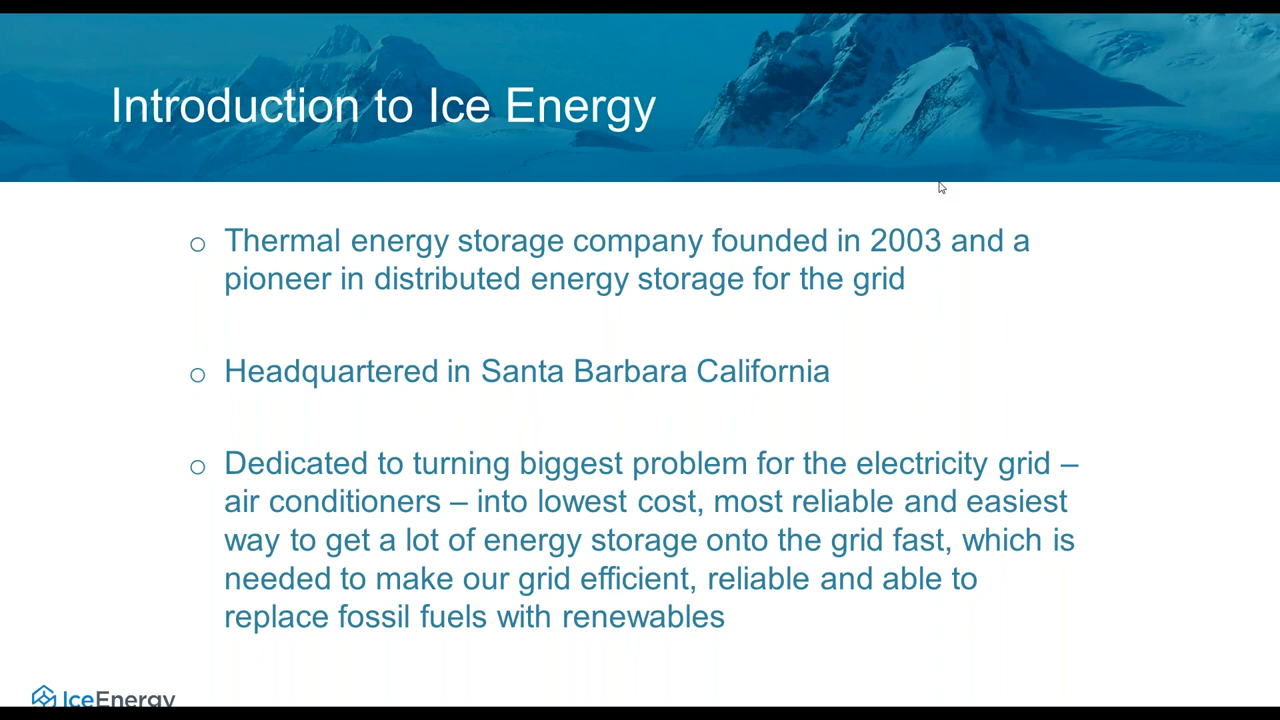 Introduction to Ice Energy
o Thermal energy storage company founded in 2003 and a
pioneer in distributed energy storage for the grid
o Headquartered in Santa Barbara California
o Dedicated to turning biggest problem for the electricity grid –
air conditioners – into lowest cost, most reliable and easiest
way to get a lot of energy storage onto the grid fast, which is
needed to make our grid efficient, reliable and able to
replace fossil fuels with renewables
IceEnergy